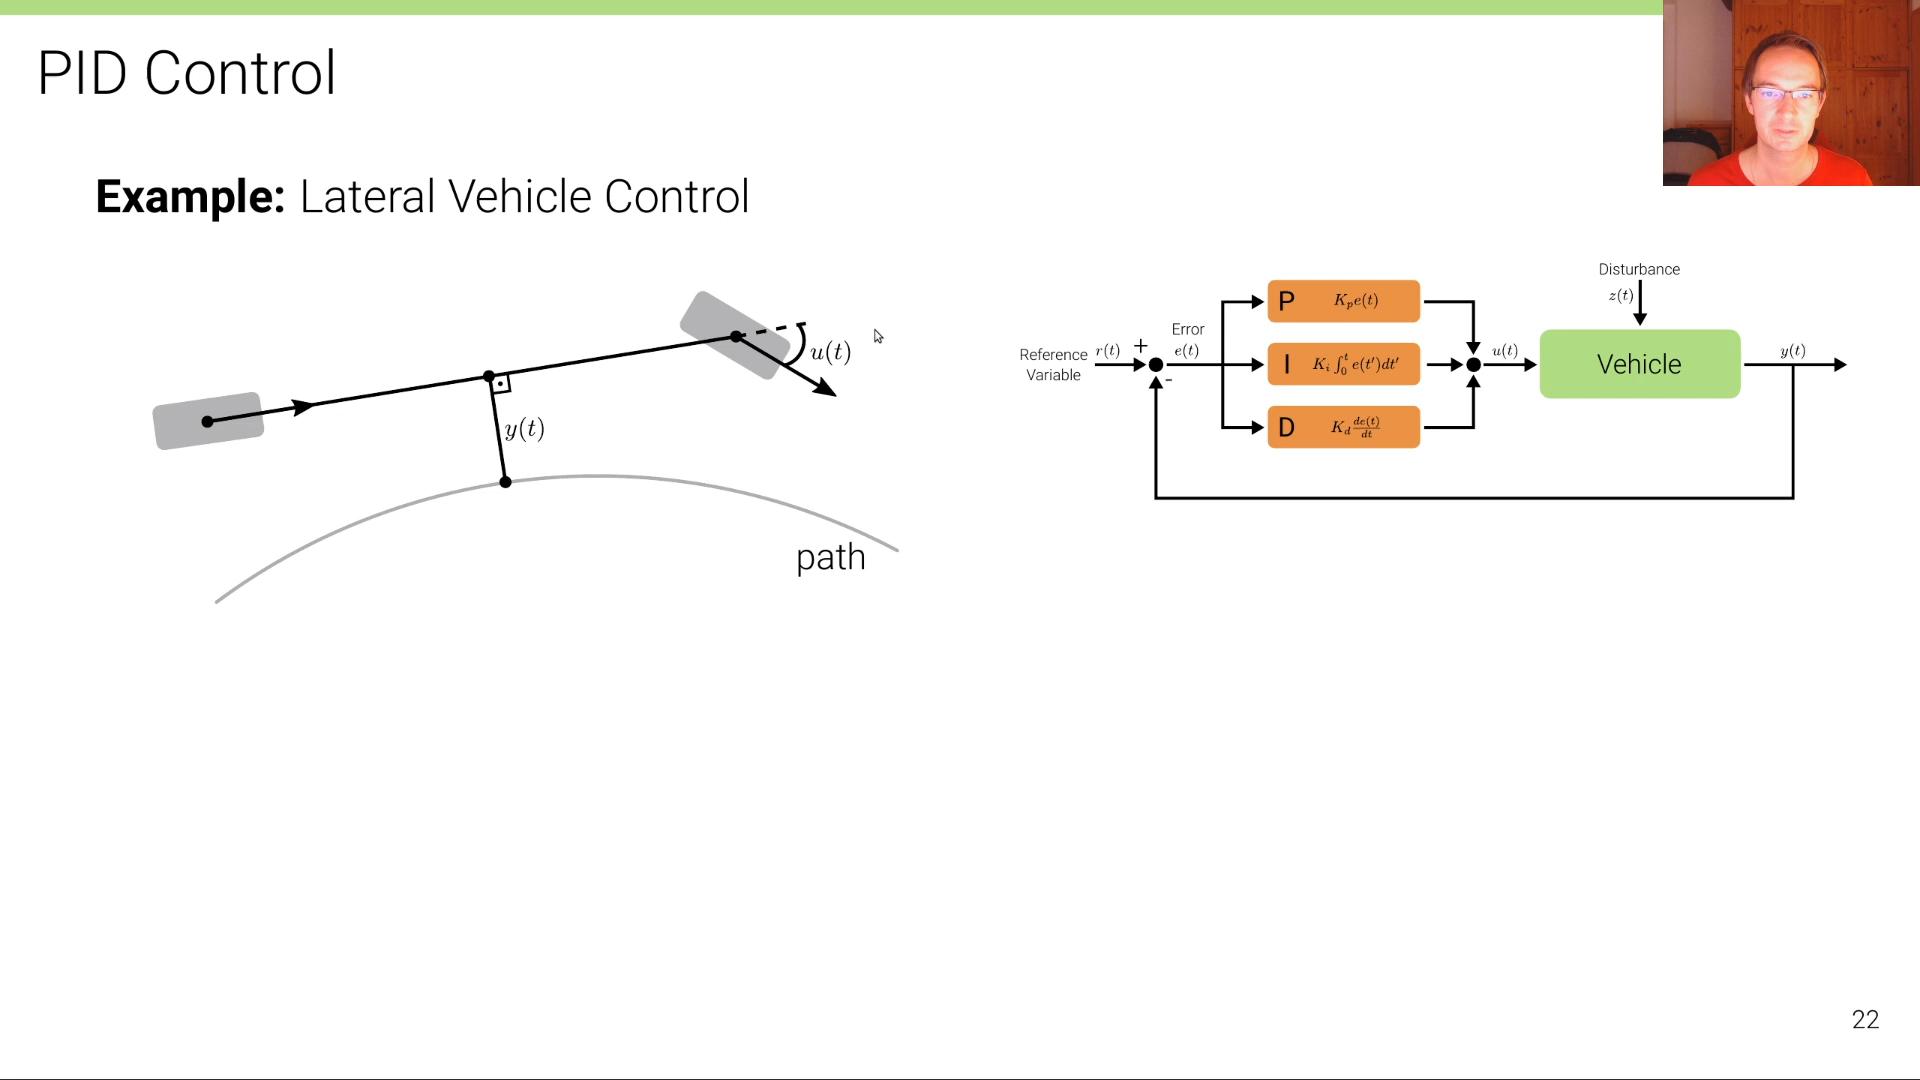 PID Control
Example: Lateral Vehicle Control
u(t)
y(t)
path
Disturbance
z(t)
Reference
Variable
r(t)
+
-
Error
e(t)
P K_p e(t)
I K_i ∫_0^t e(t')dt'
D K_d de(t)/dt
u(t)
Vehicle
y(t)
22